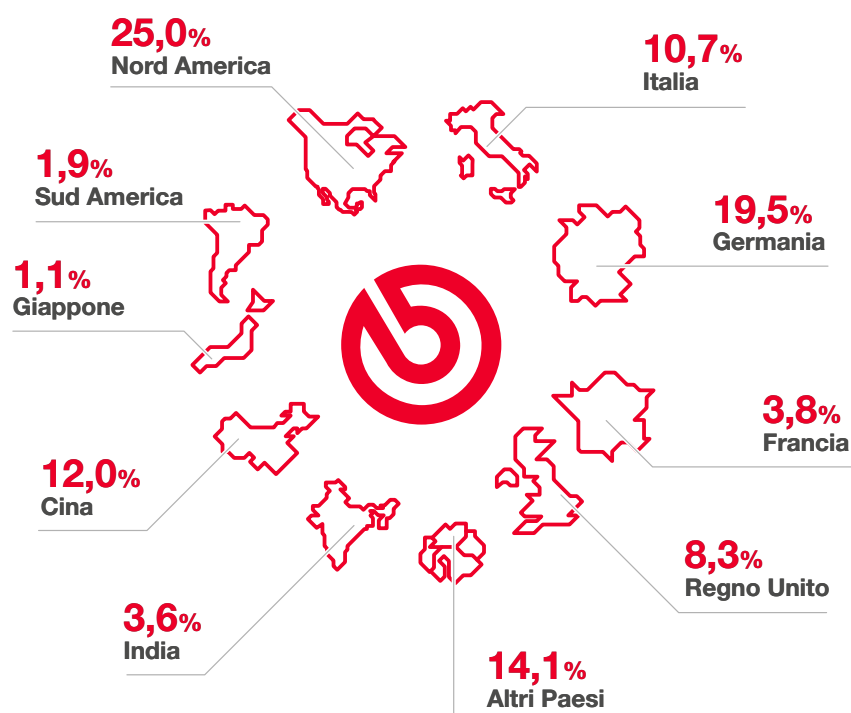 25,0%
Nord America
10,7%
Italia
1,9%
Sud America
19,5%
Germania
1,1%
Giappone
3,8%
Francia
12,0%
Cina
8,3%
Regno Unito
3,6%
India
14,1%
Altri Paesi